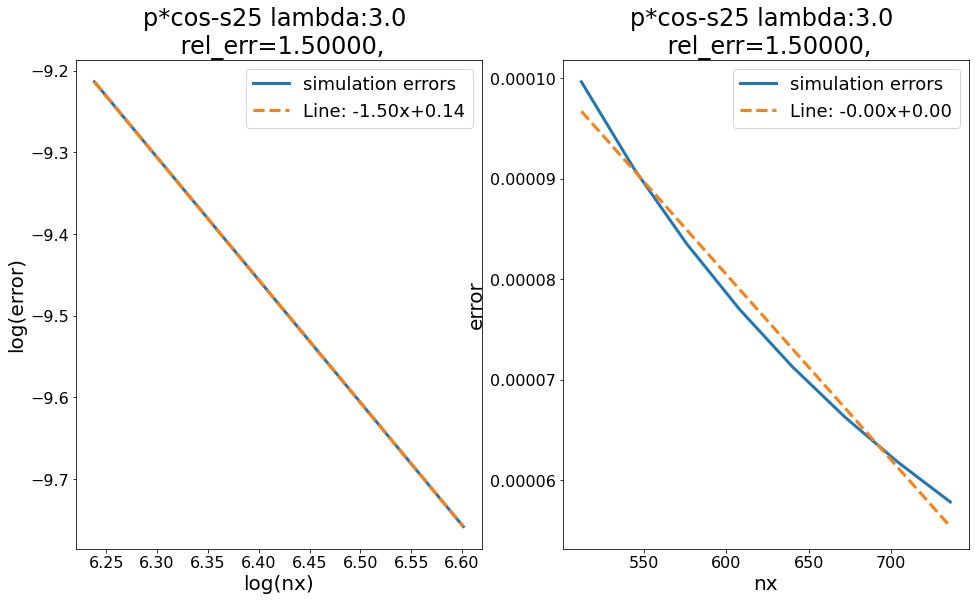 p*cos-s25 lambda:3.0
rel_err=1.50000,
simulation errors
Line: -1.50x+0.14
−9.2
−9.3
−9.4
−9.5
−9.6
−9.7
log(error)
6.25 6.30 6.35 6.40 6.45 6.50 6.55 6.60
log(nx)
p*cos-s25 lambda:3.0
rel_err=1.50000,
simulation errors
Line: -0.00x+0.00
0.00010
0.00009
0.00008
0.00007
0.00006
error
550 600 650 700
nx